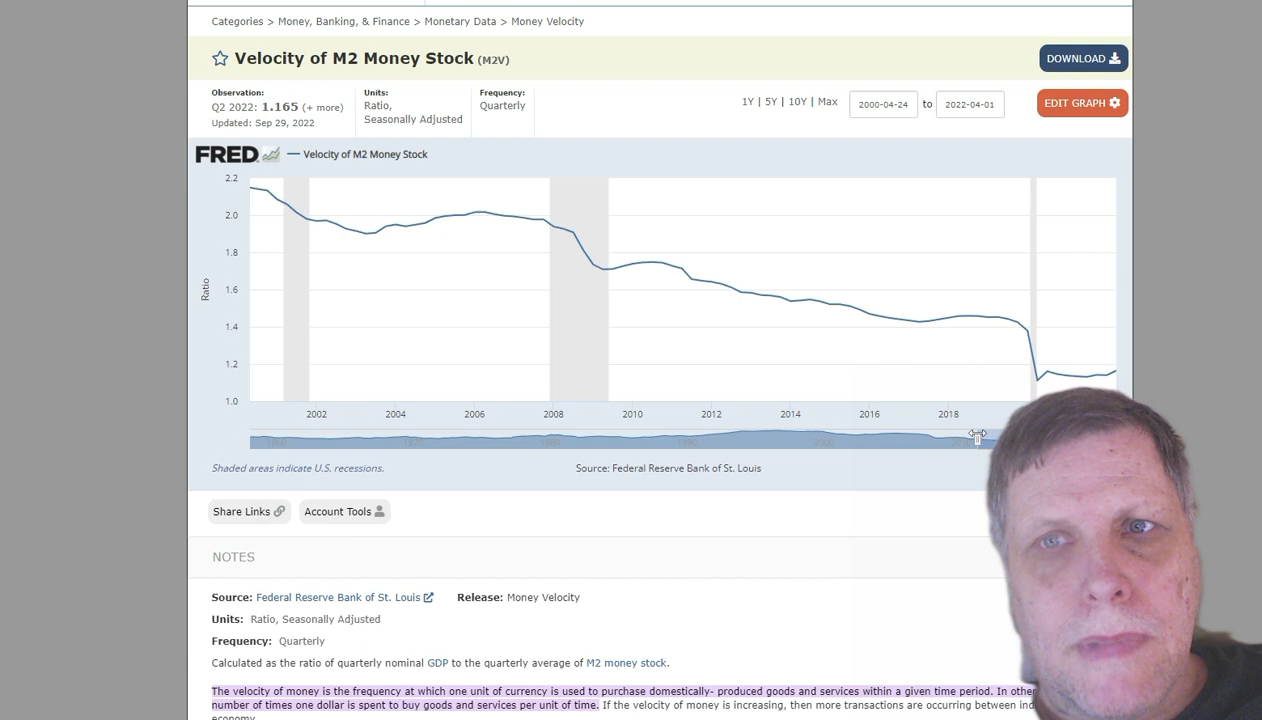 Categories > Money, Banking, & Finance > Monetary Data > Money Velocity
Velocity of M2 Money Stock (M2V)
DOWNLOAD
Observation:
Q2 2022: 1.165 (+ more)
Updated: Sep 29, 2022
Units:
Ratio,
Seasonally Adjusted
Frequency:
Quarterly
1Y | 5Y | 10Y | Max
2000-04-24 to 2022-04-01
EDIT GRAPH
FRED
Velocity of M2 Money Stock
Ratio
2.2
2.0
1.8
1.6
1.4
1.2
1.0
2002 2004 2006 2008 2010 2012 2014 2016 2018
1960 1970 1980 1990 2000
Shaded areas indicate U.S. recessions.
Source: Federal Reserve Bank of St. Louis
Share Links
Account Tools
NOTES
Source: Federal Reserve Bank of St. Louis Release: Money Velocity
Units: Ratio, Seasonally Adjusted
Frequency: Quarterly
Calculated as the ratio of quarterly nominal GDP to the quarterly average of M2 money stock.
The velocity of money is the frequency at which one unit of currency is used to purchase domestically- produced goods and services within a given time period. In other
number of times one dollar is spent to buy goods and services per unit of time. If the velocity of money is increasing, then more transactions are occurring between
economy.